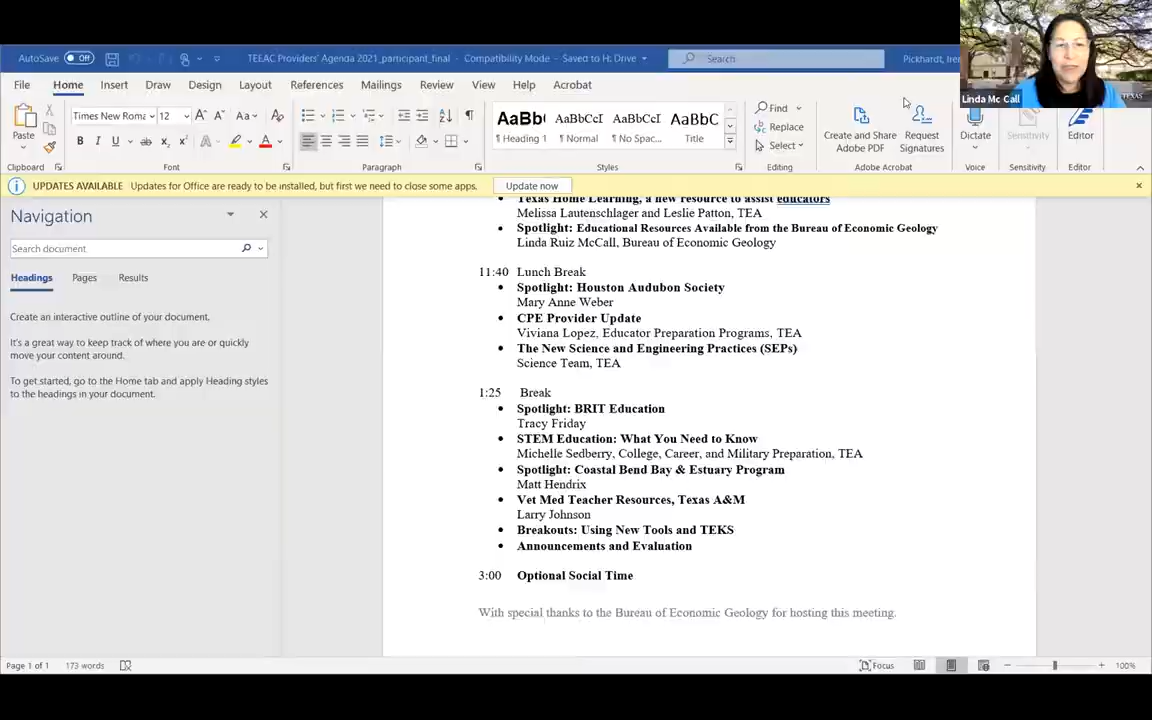 AutoSave Off
TEEAC Providers' Agenda 2021_participant_final - Compatibility Mode - Saved to H: Drive
Search
Pickhardt, Iren
Linda Mc Call
TEXAS
File Home Insert Draw Design Layout References Mailings Review View Help Acrobat
Paste
Times New Roma 12
Aa
B I U ab x
AaBbC AaBbCcI AaBbCcI AaBbC
Heading 1 Normal No Spac... Title
Find
Replace
Select
Create and Share Adobe PDF
Request Signatures
Dictate
Sensitivity
Editor
Clipboard Font Paragraph Styles Editing Adobe Acrobat Voice Sensitivity Editor
UPDATES AVAILABLE Updates for Office are ready to be installed, but first we need to close some apps. Update now
Navigation
Search document
Headings Pages Results
Create an interactive outline of your document.
It's a great way to keep track of where you are or quickly
move your content around.
To get started, go to the Home tab and apply Heading styles
to the headings in your document.
Texas Home Learning, a new resource to assist educators
Melissa Lautenschlager and Leslie Patton, TEA
Spotlight: Educational Resources Available from the Bureau of Economic Geology
Linda Ruiz McCall, Bureau of Economic Geology
11:40 Lunch Break
Spotlight: Houston Audubon Society
Mary Anne Weber
CPE Provider Update
Viviana Lopez, Educator Preparation Programs, TEA
The New Science and Engineering Practices (SEPs)
Science Team, TEA
1:25 Break
Spotlight: BRIT Education
Tracy Friday
STEM Education: What You Need to Know
Michelle Sedberry, College, Career, and Military Preparation, TEA
Spotlight: Coastal Bend Bay & Estuary Program
Matt Hendrix
Vet Med Teacher Resources, Texas A&M
Larry Johnson
Breakouts: Using New Tools and TEKS
Announcements and Evaluation
3:00 Optional Social Time
With special thanks to the Bureau of Economic Geology for hosting this meeting.
Page 1 of 1 173 words
Focus
100%